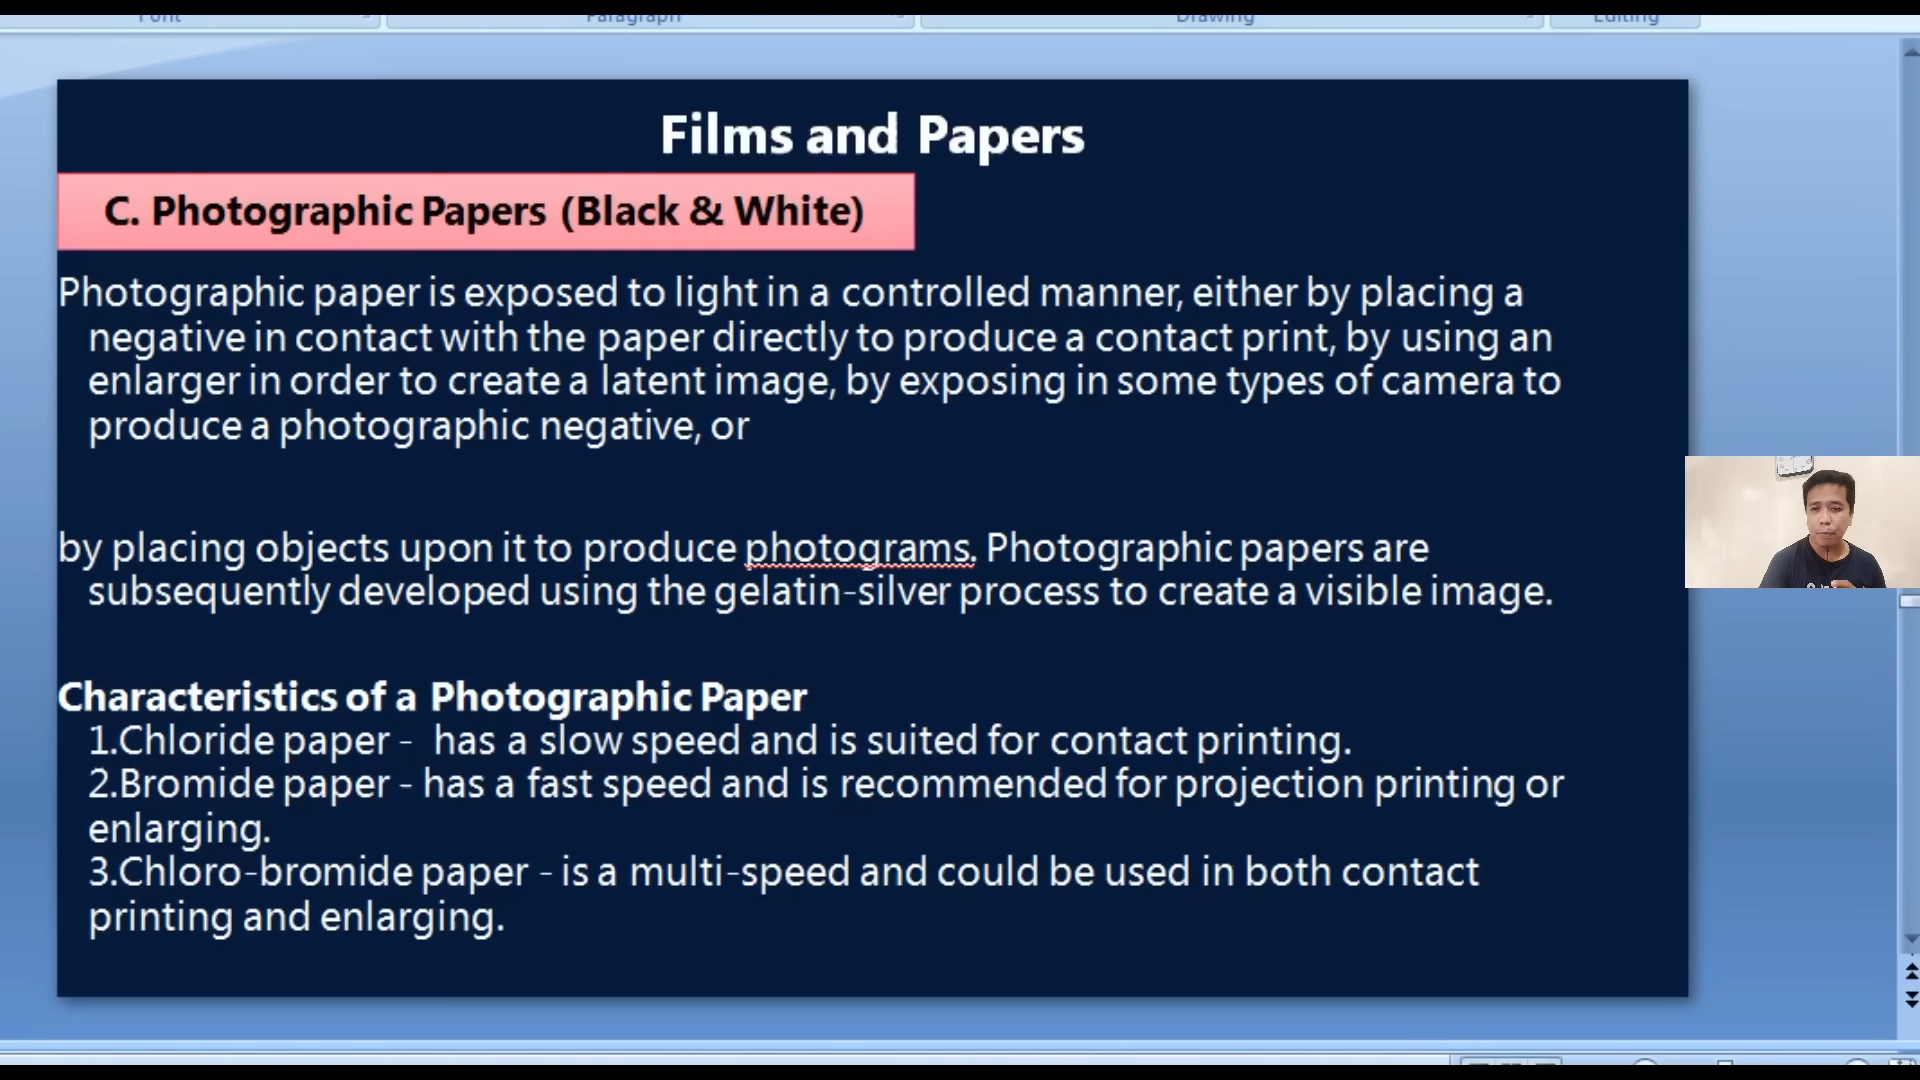 Font Paragraph Drawing Editing
Films and Papers
C. Photographic Papers (Black & White)
Photographic paper is exposed to light in a controlled manner, either by placing a
negative in contact with the paper directly to produce a contact print, by using an
enlarger in order to create a latent image, by exposing in some types of camera to
produce a photographic negative, or
by placing objects upon it to produce photograms. Photographic papers are
subsequently developed using the gelatin-silver process to create a visible image.
Characteristics of a Photographic Paper
1.Chloride paper - has a slow speed and is suited for contact printing.
2.Bromide paper - has a fast speed and is recommended for projection printing or
enlarging.
3.Chloro-bromide paper - is a multi-speed and could be used in both contact
printing and enlarging.